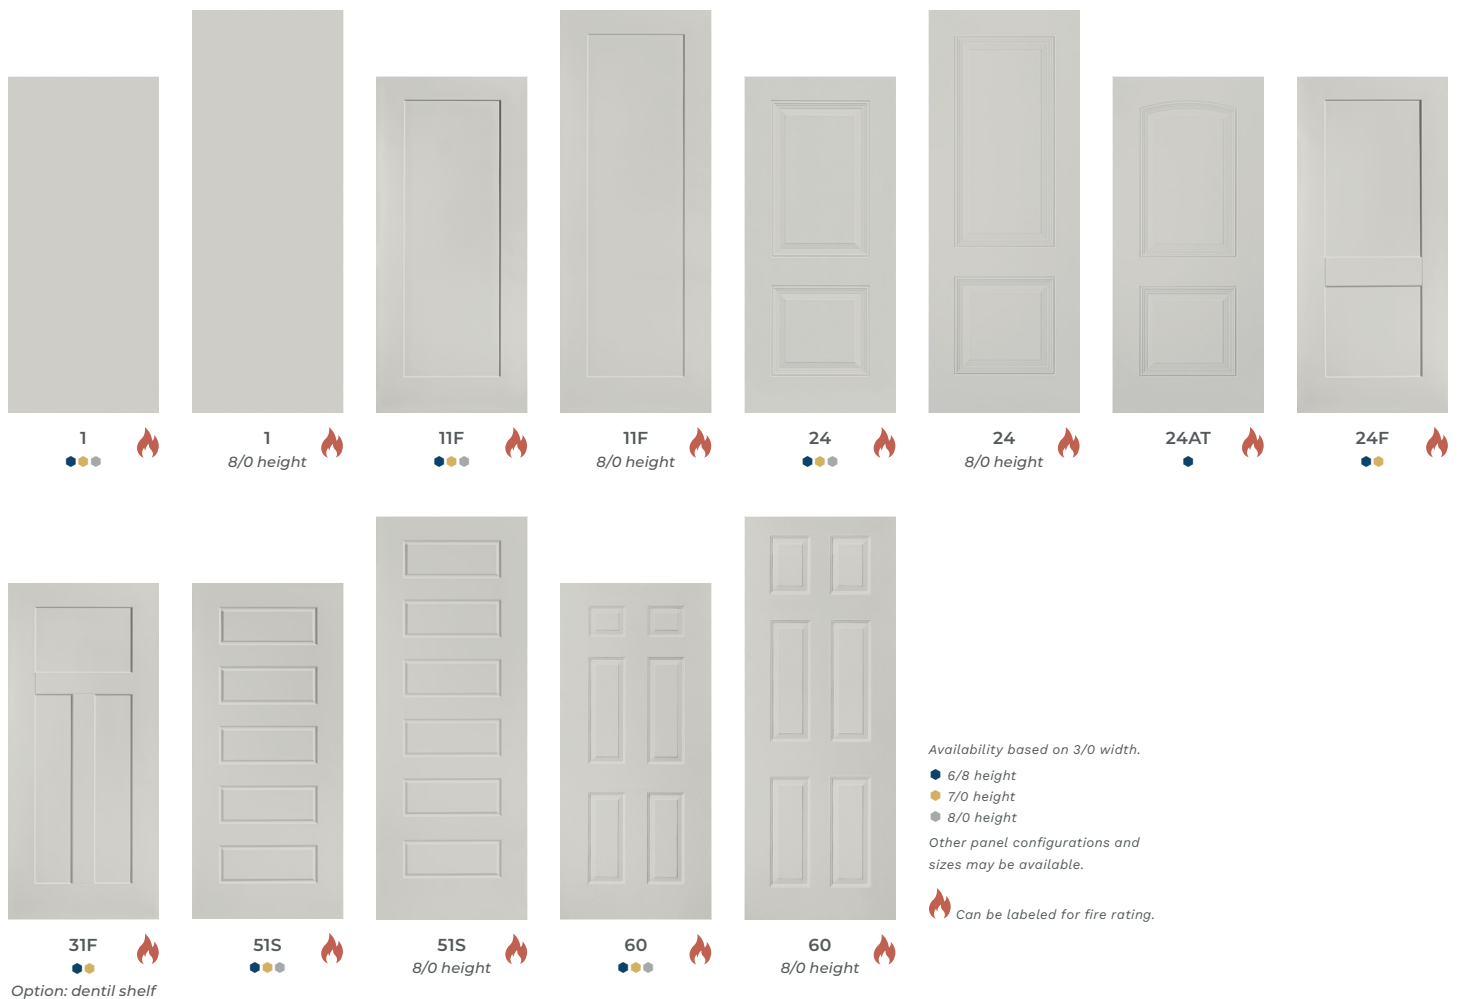 1
1
8/0 height
11F
11F
8/0 height
24
24
8/0 height
24AT
24F
31F
Option: dentil shelf
51S
51S
8/0 height
60
60
8/0 height
Availability based on 3/0 width.
6/8 height
7/0 height
8/0 height
Other panel configurations and
sizes may be available.
Can be labeled for fire rating.